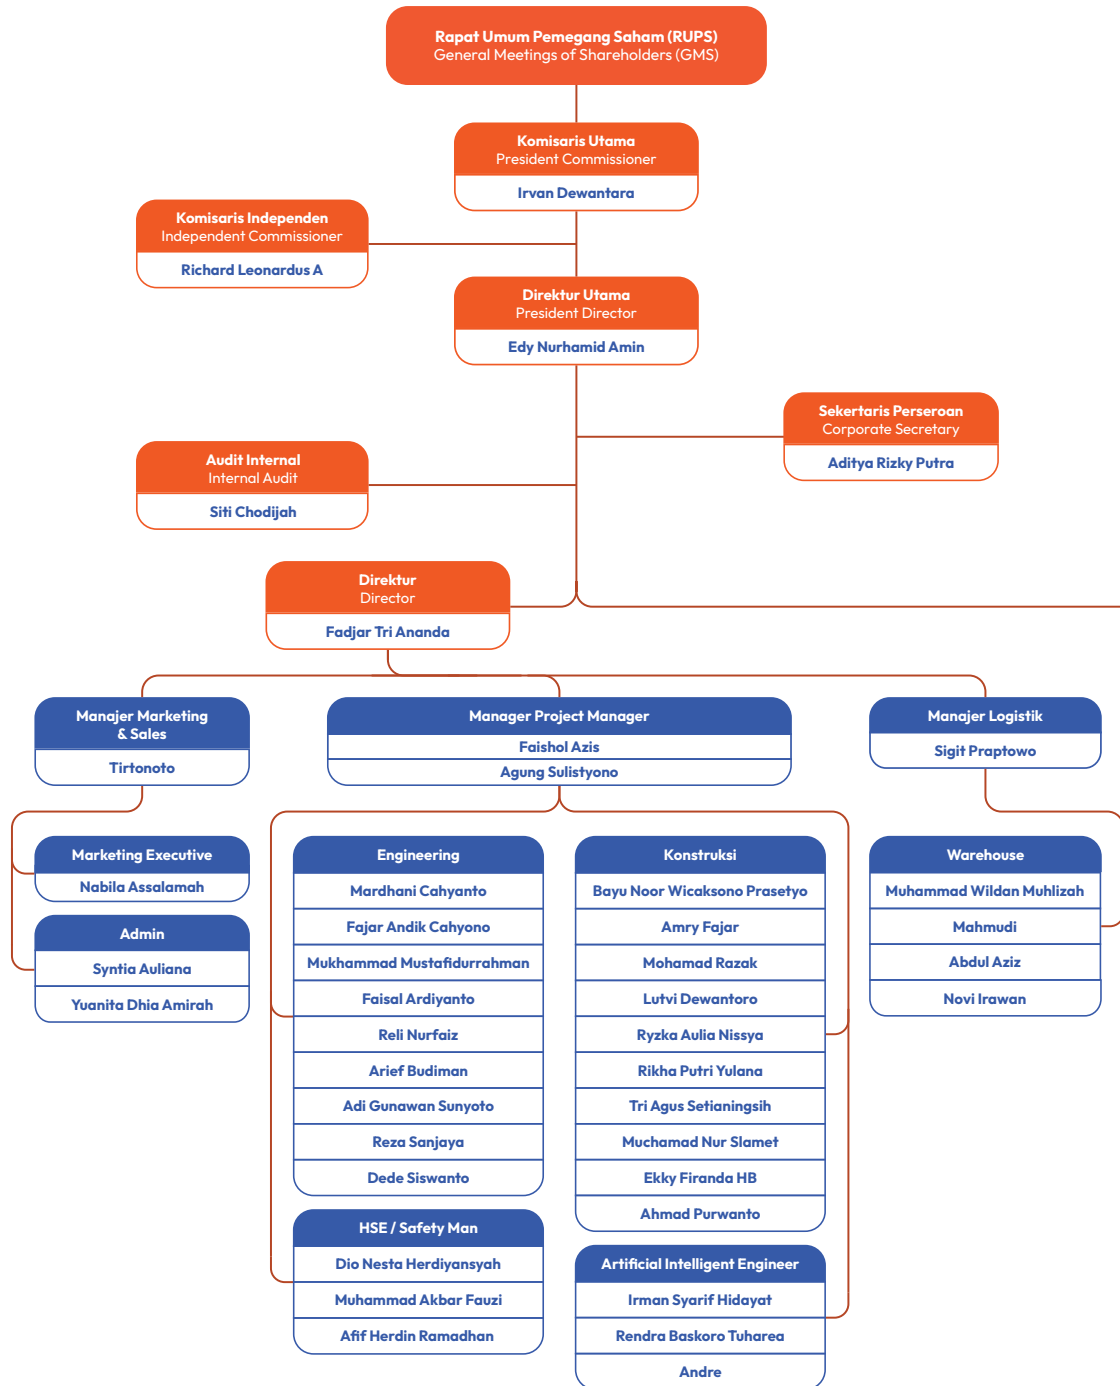 Rapat Umum Pemegang Saham (RUPS)
General Meetings of Shareholders (GMS)
Komisaris Utama
President Commissioner
Irvan Dewantara
Komisaris Independen
Independent Commissioner
Richard Leonardus A
Direktur Utama
President Director
Edy Nurhamid Amin
Sekertaris Perseroan
Corporate Secretary
Aditya Rizky Putra
Audit Internal
Internal Audit
Siti Chodijah
Direktur
Director
Fadjar Tri Ananda
Manajer Marketing
& Sales
Tirtonoto
Manager Project Manager
Faishol Azis
Agung Sulistyono
Manajer Logistik
Sigit Praptowo
Marketing Executive
Nabila Assalamah
Admin
Syntia Auliana
Yuanita Dhia Amirah
Engineering
Mardhani Cahyanto
Fajar Andik Cahyono
Mukhammad Mustafidurrahman
Faisal Ardiyanto
Reli Nurfaiz
Arief Budiman
Adi Gunawan Sunyoto
Reza Sanjaya
Dede Siswanto
HSE / Safety Man
Dio Nesta Herdiyansyah
Muhammad Akbar Fauzi
Afif Herdin Ramadhan
Konstruksi
Bayu Noor Wicaksono Prasetyo
Amry Fajar
Mohamad Razak
Lutvi Dewantoro
Ryzka Aulia Nissya
Rikha Putri Yulana
Tri Agus Setianingsih
Muchamad Nur Slamet
Ekky Firanda HB
Ahmad Purwanto
Artificial Intelligent Engineer
Irman Syarif Hidayat
Rendra Baskoro Tuharea
Andre
Warehouse
Muhammad Wildan Muhlizah
Mahmudi
Abdul Aziz
Novi Irawan